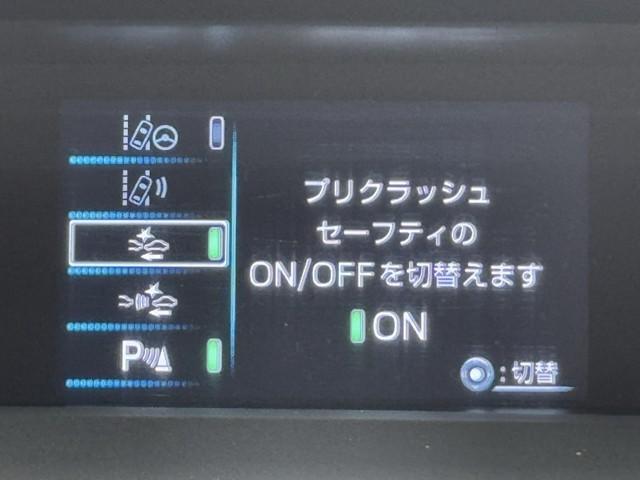 プリクラッシュ
セーフティの
ON/OFFを切替えます
ON
:切替
P